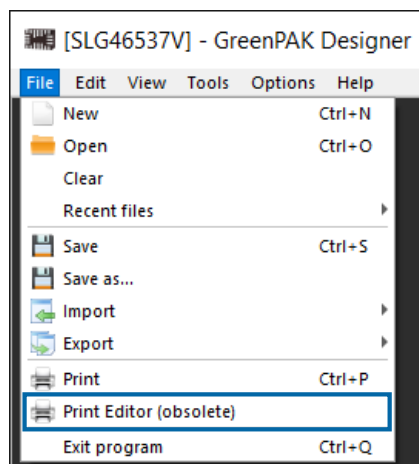 [SLG46537V] - GreenPAK Designer
File Edit View Tools Options Help
New Ctrl+N
Open Ctrl+O
Clear
Recent files
Save Ctrl+S
Save as...
Import
Export
Print Ctrl+P
Print Editor (obsolete)
Exit program Ctrl+Q